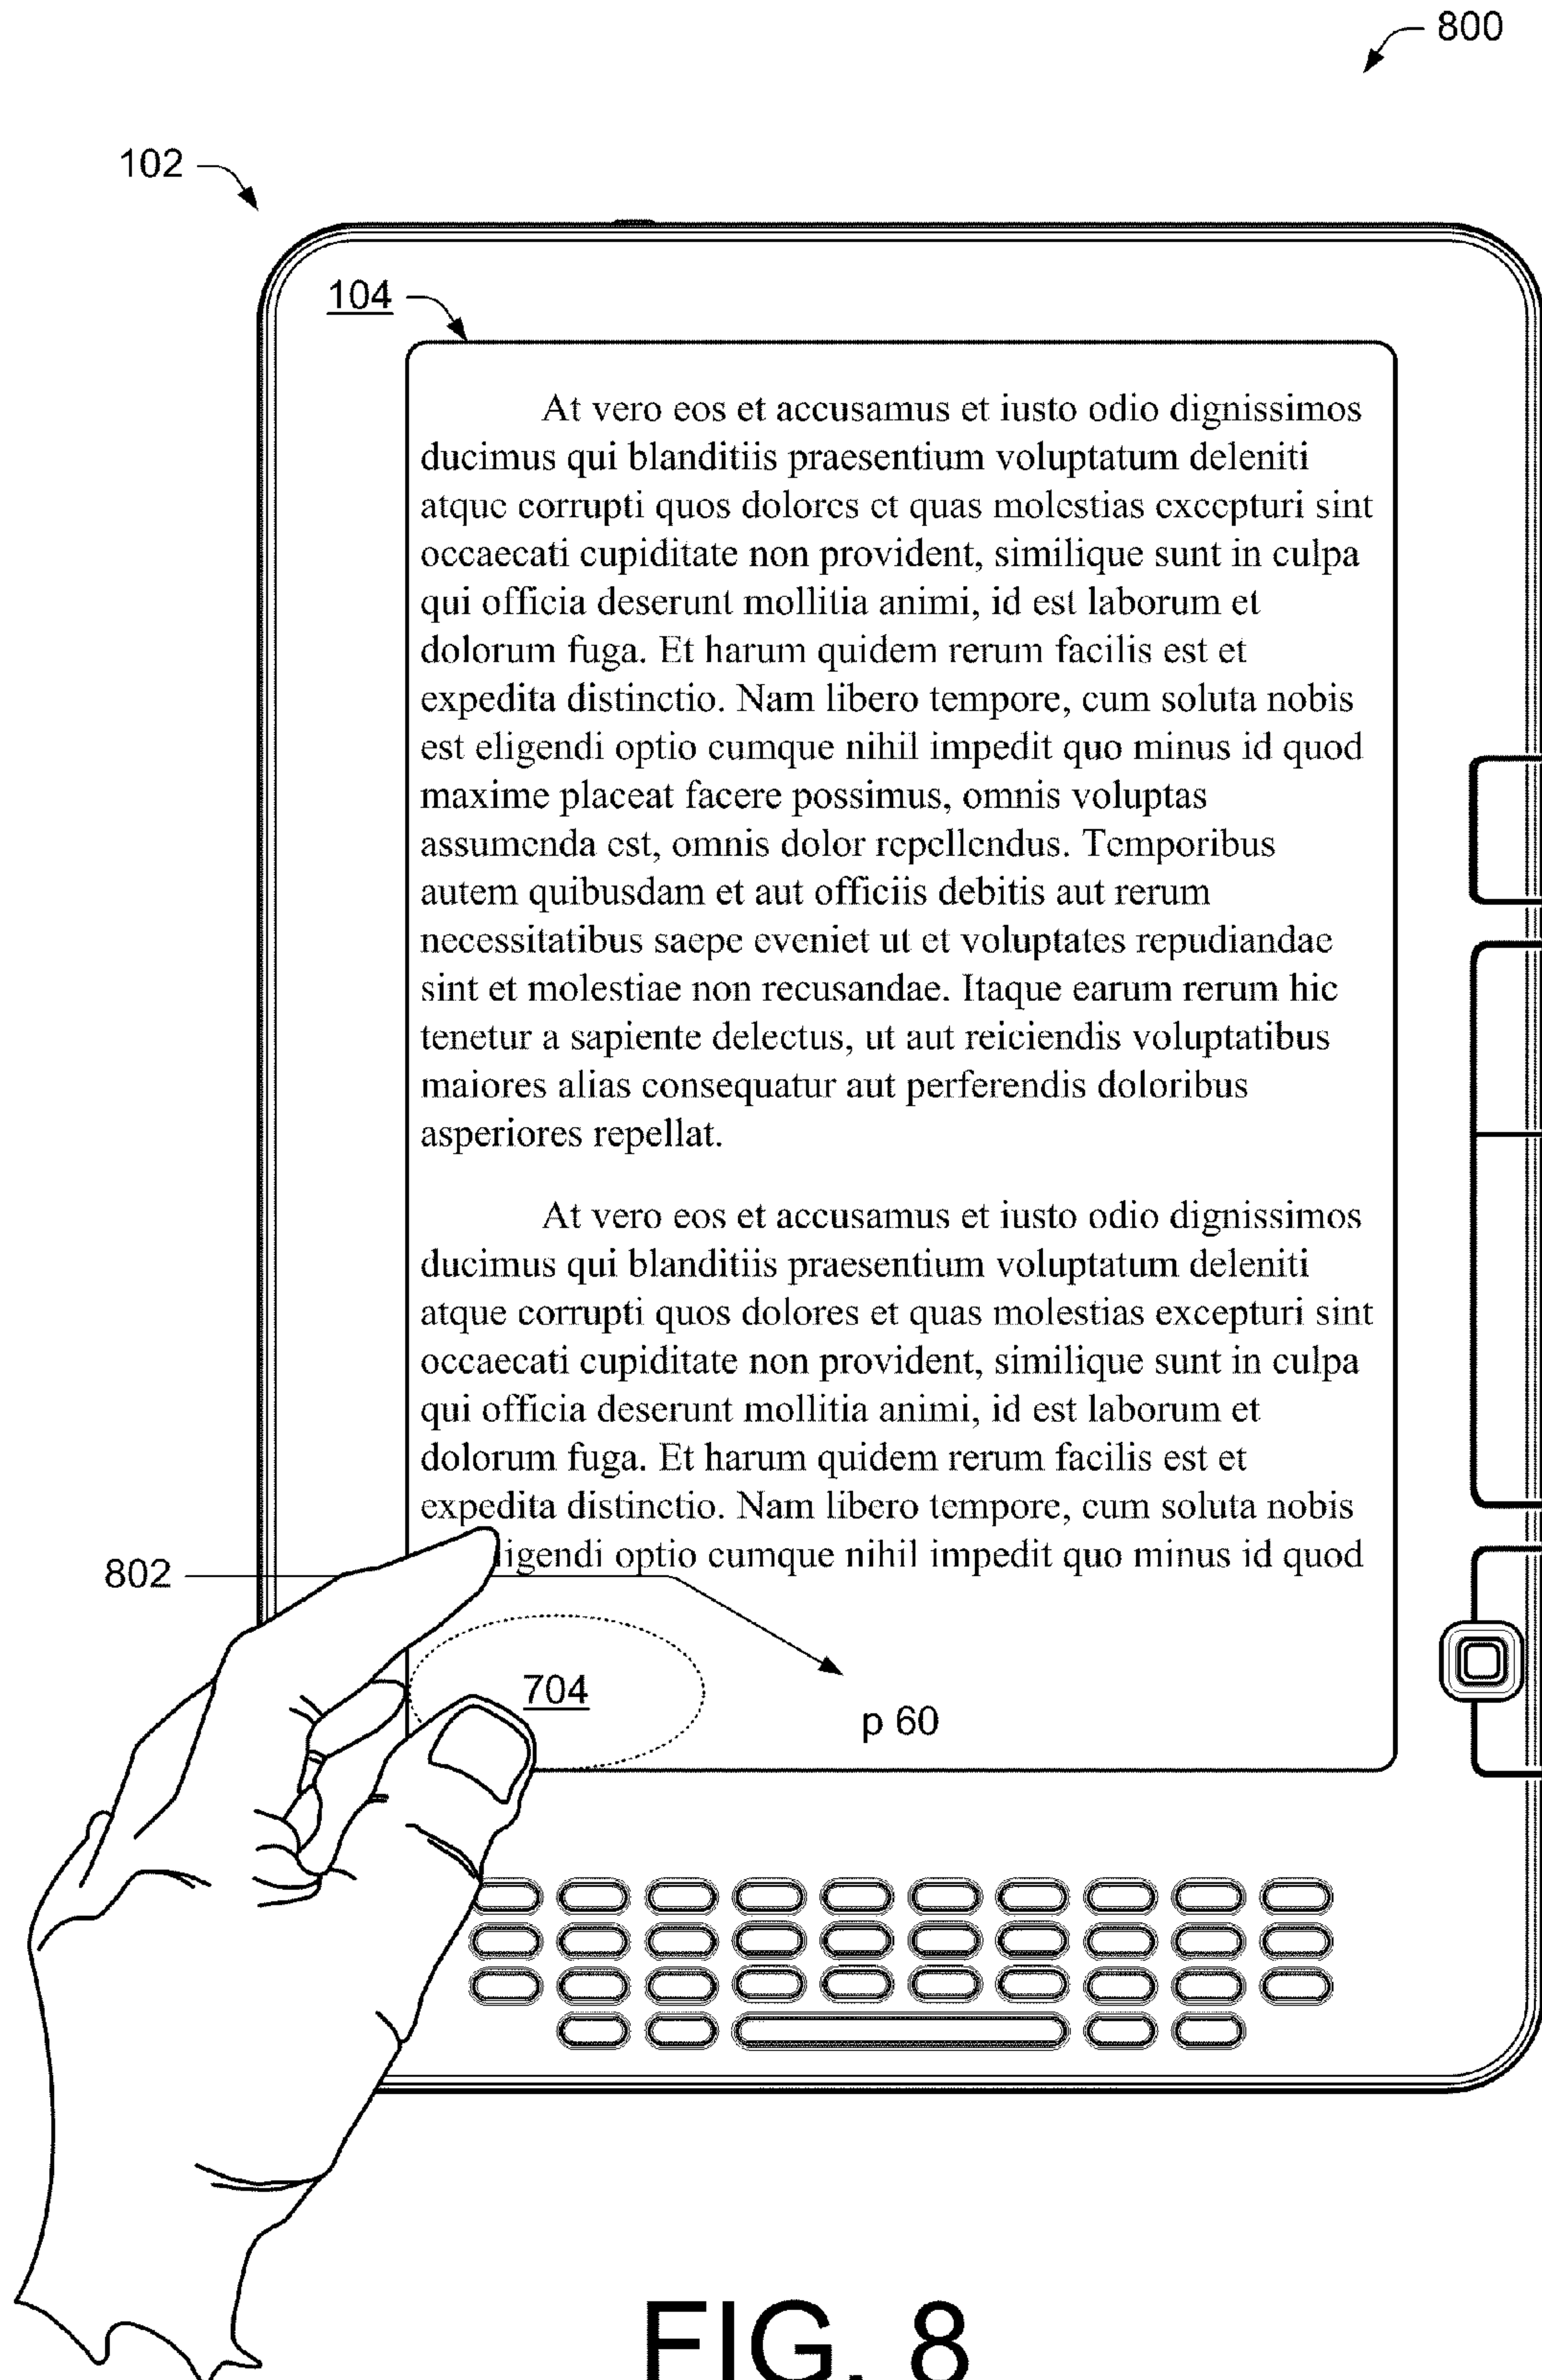 800
102
104
At vero eos et accusamus et iusto odio dignissimos
ducimus qui blanditiis praesentium voluptatum deleniti
atque corrupti quos dolores et quas molestias excepturi sint
occaecati cupiditate non provident, similique sunt in culpa
qui officia deserunt mollitia animi, id est laborum et
dolorum fuga. Et harum quidem rerum facilis est et
expedita distinctio. Nam libero tempore, cum soluta nobis
est eligendi optio cumque nihil impedit quo minus id quod
maxime placeat facere possimus, omnis voluptas
assumenda est, omnis dolor repellendus. Temporibus
autem quibusdam et aut officiis debitis aut rerum
necessitatibus saepe eveniet ut et voluptates repudiandae
sint et molestiae non recusandae. Itaque earum rerum hic
tenetur a sapiente delectus, ut aut reiciendis voluptatibus
maiores alias consequatur aut perferendis doloribus
asperiores repellat.
At vero eos et accusamus et iusto odio dignissimos
ducimus qui blanditiis praesentium voluptatum deleniti
atque corrupti quos dolores et quas molestias excepturi sint
occaecati cupiditate non provident, similique sunt in culpa
qui officia deserunt mollitia animi, id est laborum et
dolorum fuga. Et harum quidem rerum facilis est et
expedita distinctio. Nam libero tempore, cum soluta nobis
ligendi optio cumque nihil impedit quo minus id quod
802
704
p 60
FIG. 8